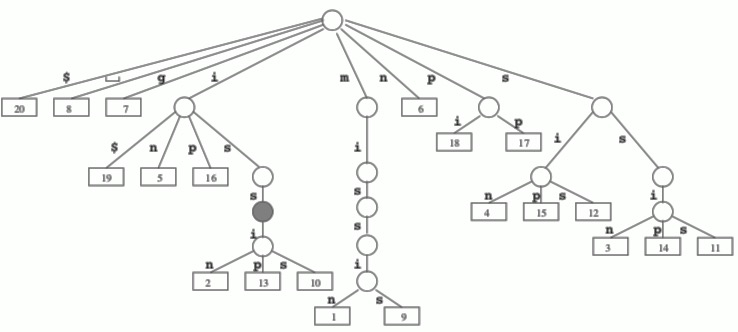 $ ␣ g i m n p s
20 8 7 6
i p
$ n p s i 18 17 i s
19 5 16
s s n p s i
4 15 12
i s n p s
n p s i 3 14 11
2 13 10
n s
1 9